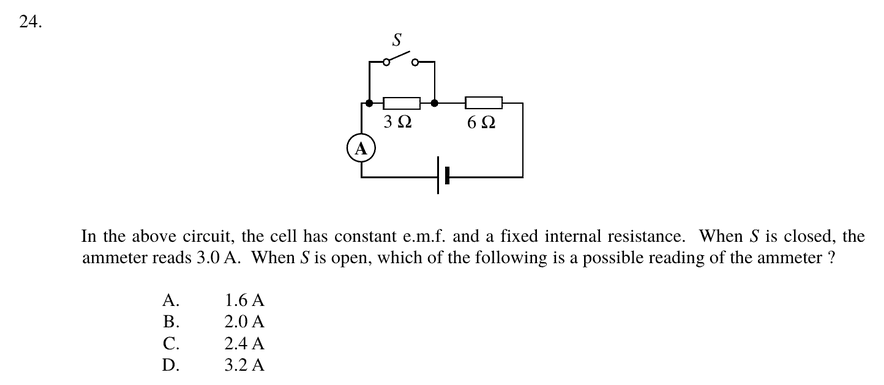 24.
S
3 Ω
6 Ω
A
In the above circuit, the cell has constant e.m.f. and a fixed internal resistance. When S is closed, the
ammeter reads 3.0 A. When S is open, which of the following is a possible reading of the ammeter ?
A. 1.6 A
B. 2.0 A
C. 2.4 A
D. 3.2 A